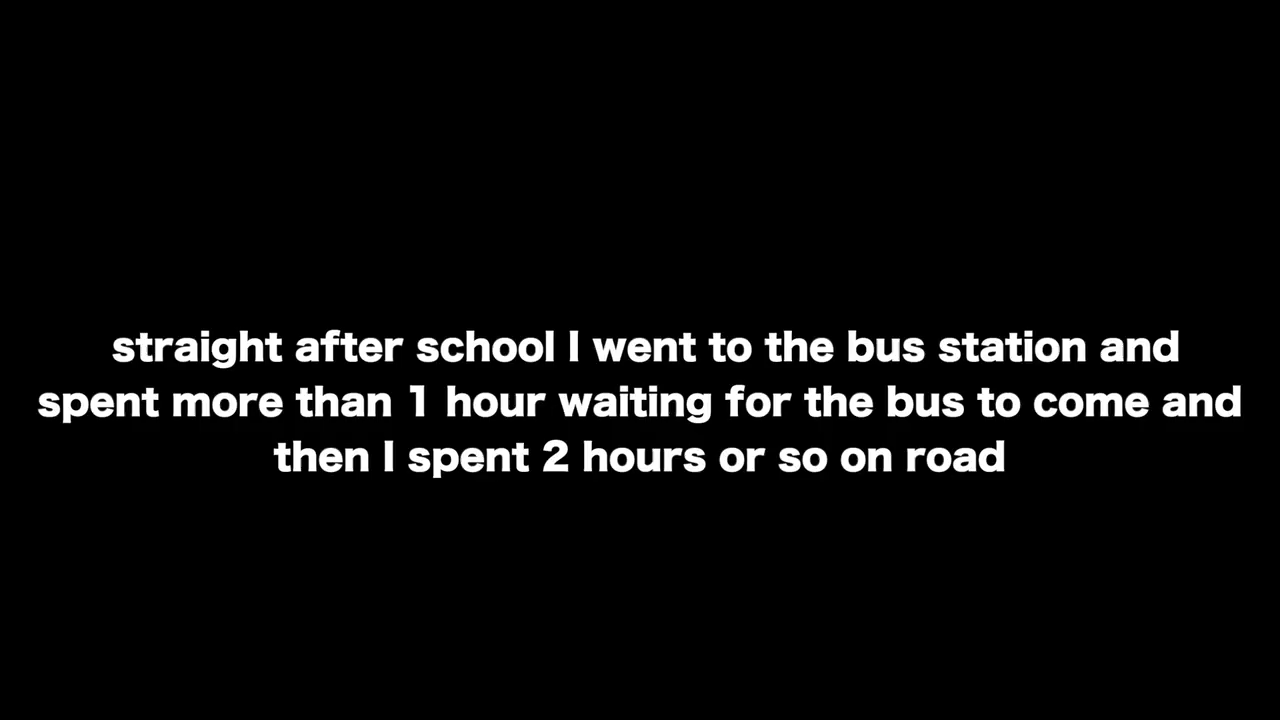 straight after school I went to the bus station and
spent more than 1 hour waiting for the bus to come and
then I spent 2 hours or so on road